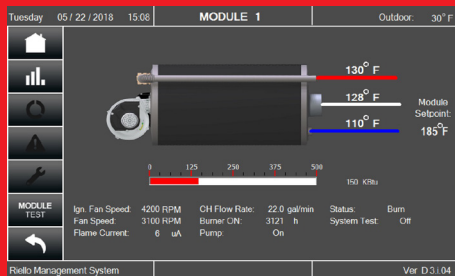 Tuesday 05 / 22 / 2018 15:08 MODULE 1 Outdoor: 30° F
130° F
128° F
Module
Setpoint:
110° F
185°F
0 125 250 375 500
150 KBtu
MODULE
TEST
Ign. Fan Speed: 4200 RPM CH Flow Rate: 22.0 gal/min Status: Burn
Fan Speed: 3100 RPM Burner ON: 3121 h System Test: Off
Flame Current: 6 uA Pump: On
Riello Management System Ver D3.i.04